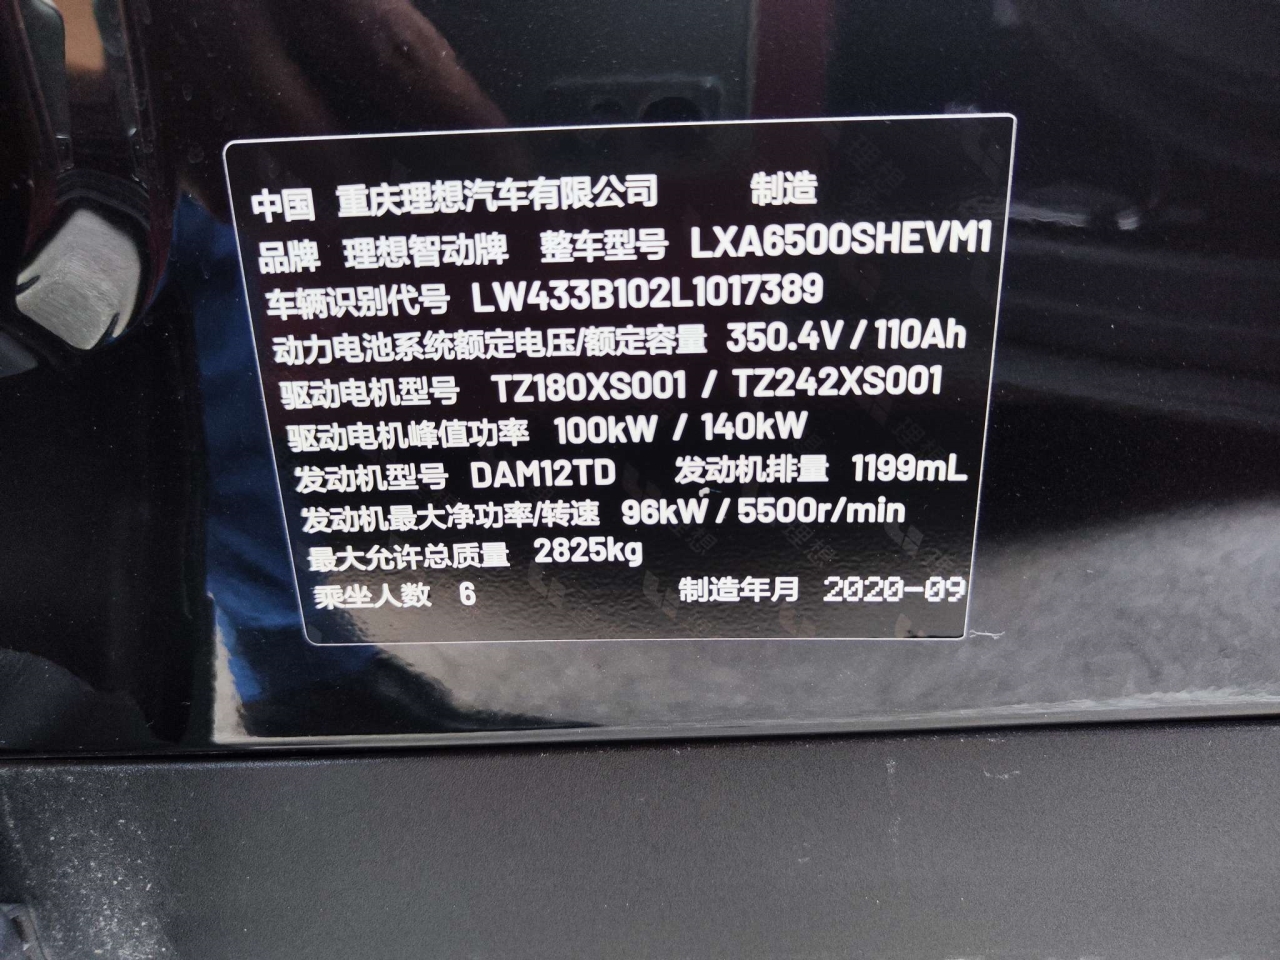 中国 重庆理想汽车有限公司 制造
品牌 理想智动牌 整车型号 LXA6500SHEVM1
车辆识别代号 LW433B102L1017389
动力电池系统额定电压/额定容量 350.4V / 110Ah
驱动电机型号 TZ180XS001 / TZ242XS001
驱动电机峰值功率 100kW / 140kW
发动机型号 DAM12TD 发动机排量 1199mL
发动机最大净功率/转速 96kW / 5500r/min
最大允许总质量 2825kg
乘坐人数 6 制造年月 2020-09